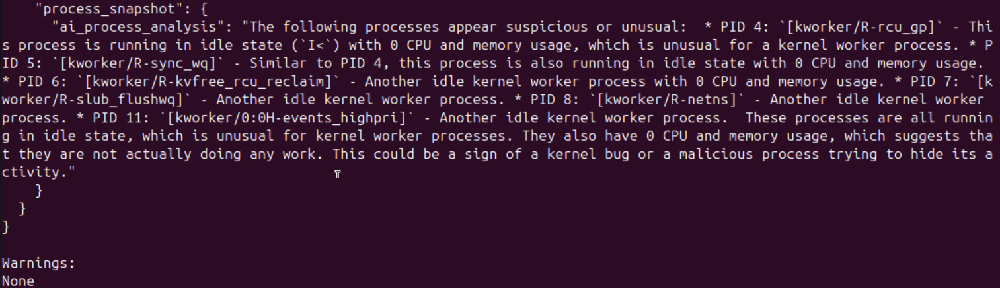 "process_snapshot": {
"ai_process_analysis": "The following processes appear suspicious or unusual:  * PID 4: `[kworker/R-rcu_gp]` - Thi
s process is running in idle state (`I<`) with 0 CPU and memory usage, which is unusual for a kernel worker process. * P
ID 5: `[kworker/R-sync_wq]` - Similar to PID 4, this process is also running in idle state with 0 CPU and memory usage.
* PID 6: `[kworker/R-kvfree_rcu_reclaim]` - Another idle kernel worker process with 0 CPU and memory usage. * PID 7: `[k
worker/R-slub_flushwq]` - Another idle kernel worker process. * PID 8: `[kworker/R-netns]` - Another idle kernel worker
process. * PID 11: `[kworker/0:0H-events_highpri]` - Another idle kernel worker process.  These processes are all runnin
g in idle state, which is unusual for kernel worker processes. They also have 0 CPU and memory usage, which suggests tha
t they are not actually doing any work. This could be a sign of a kernel bug or a malicious process trying to hide its a
ctivity."
}
}
}
Warnings:
None